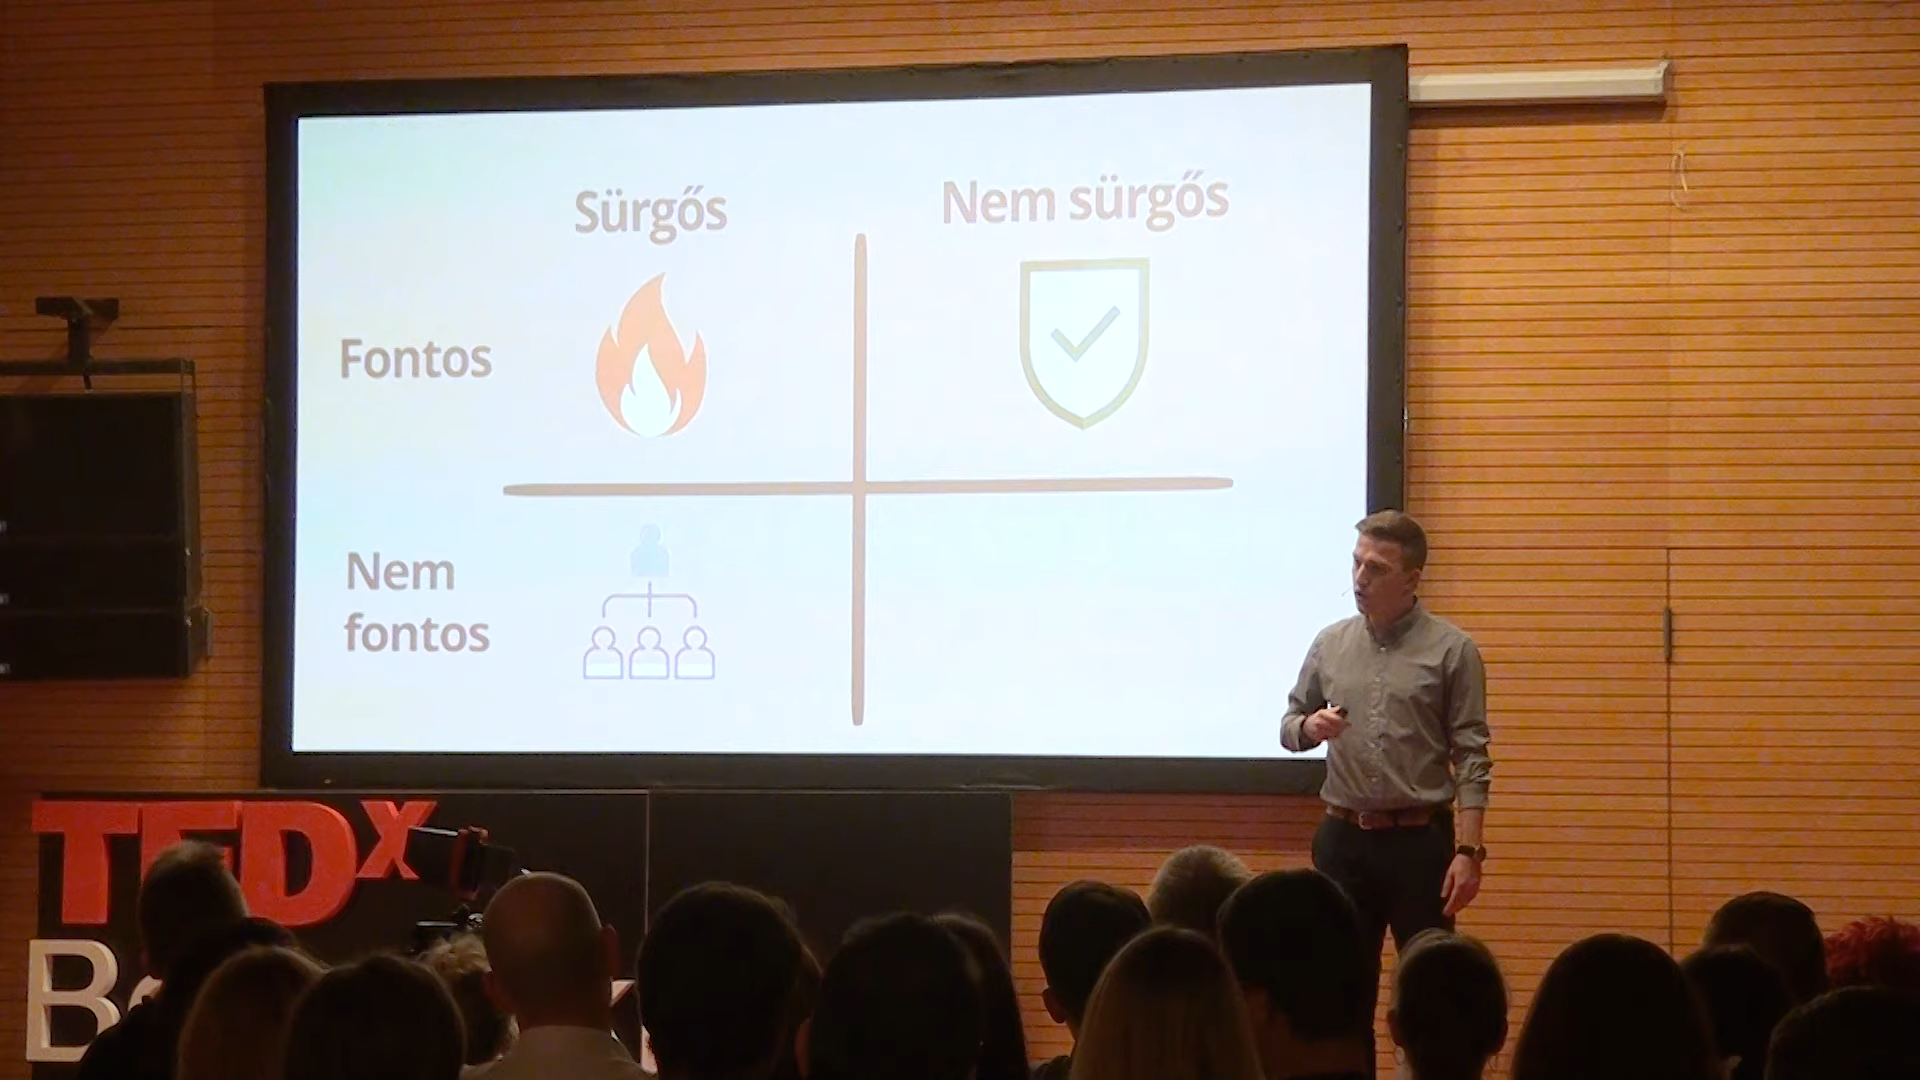 Sürgős
Nem sürgős
Fontos
Nem
fontos
TEDx